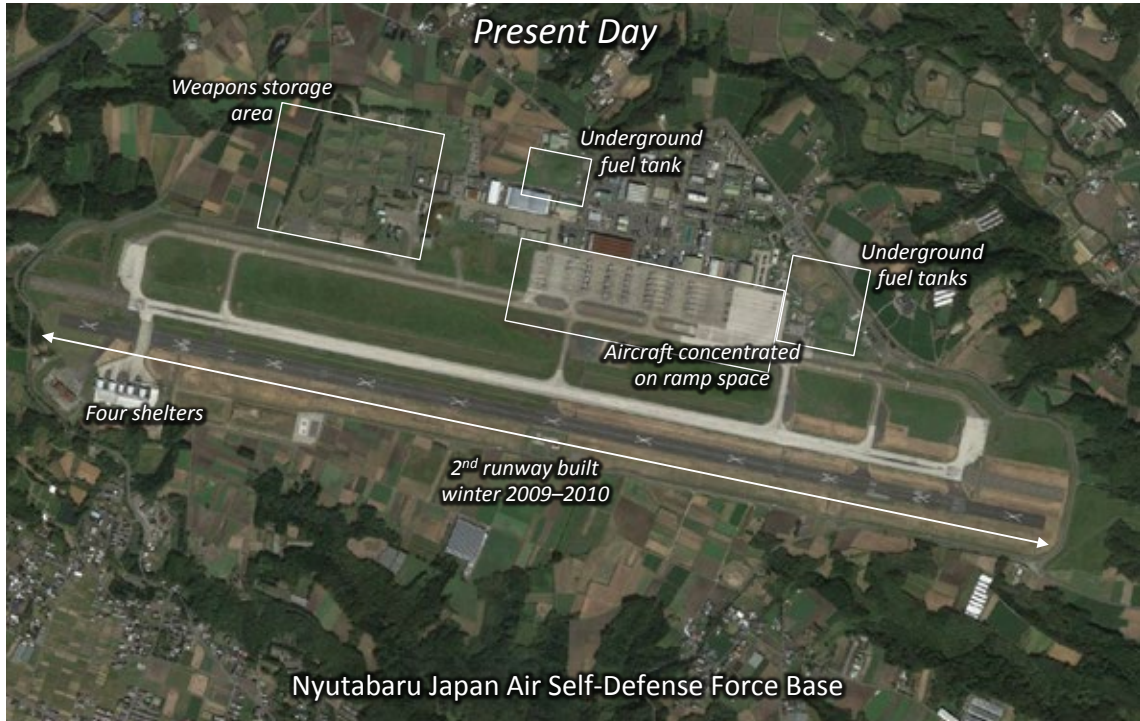 Present Day
Weapons storage
area
Underground
fuel tank
Underground
fuel tanks
Aircraft concentrated
on ramp space
Four shelters
2nd runway built
winter 2009–2010
Nyutabaru Japan Air Self-Defense Force Base